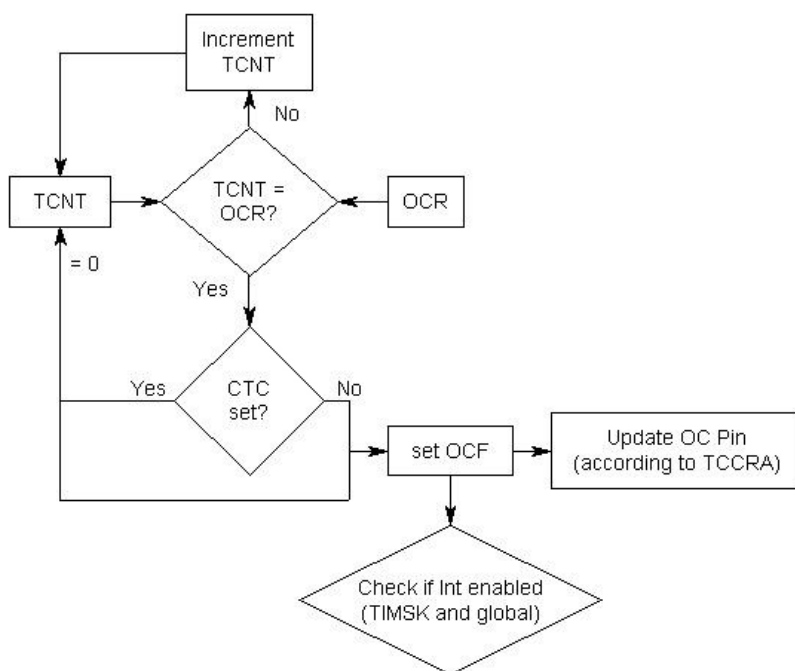 Increment
TCNT
No
TCNT
TCNT =
OCR?
OCR
= 0
Yes
Yes
CTC
set?
No
set OCF
Update OC Pin
(according to TCCRA)
Check if Int enabled
(TIMSK and global)